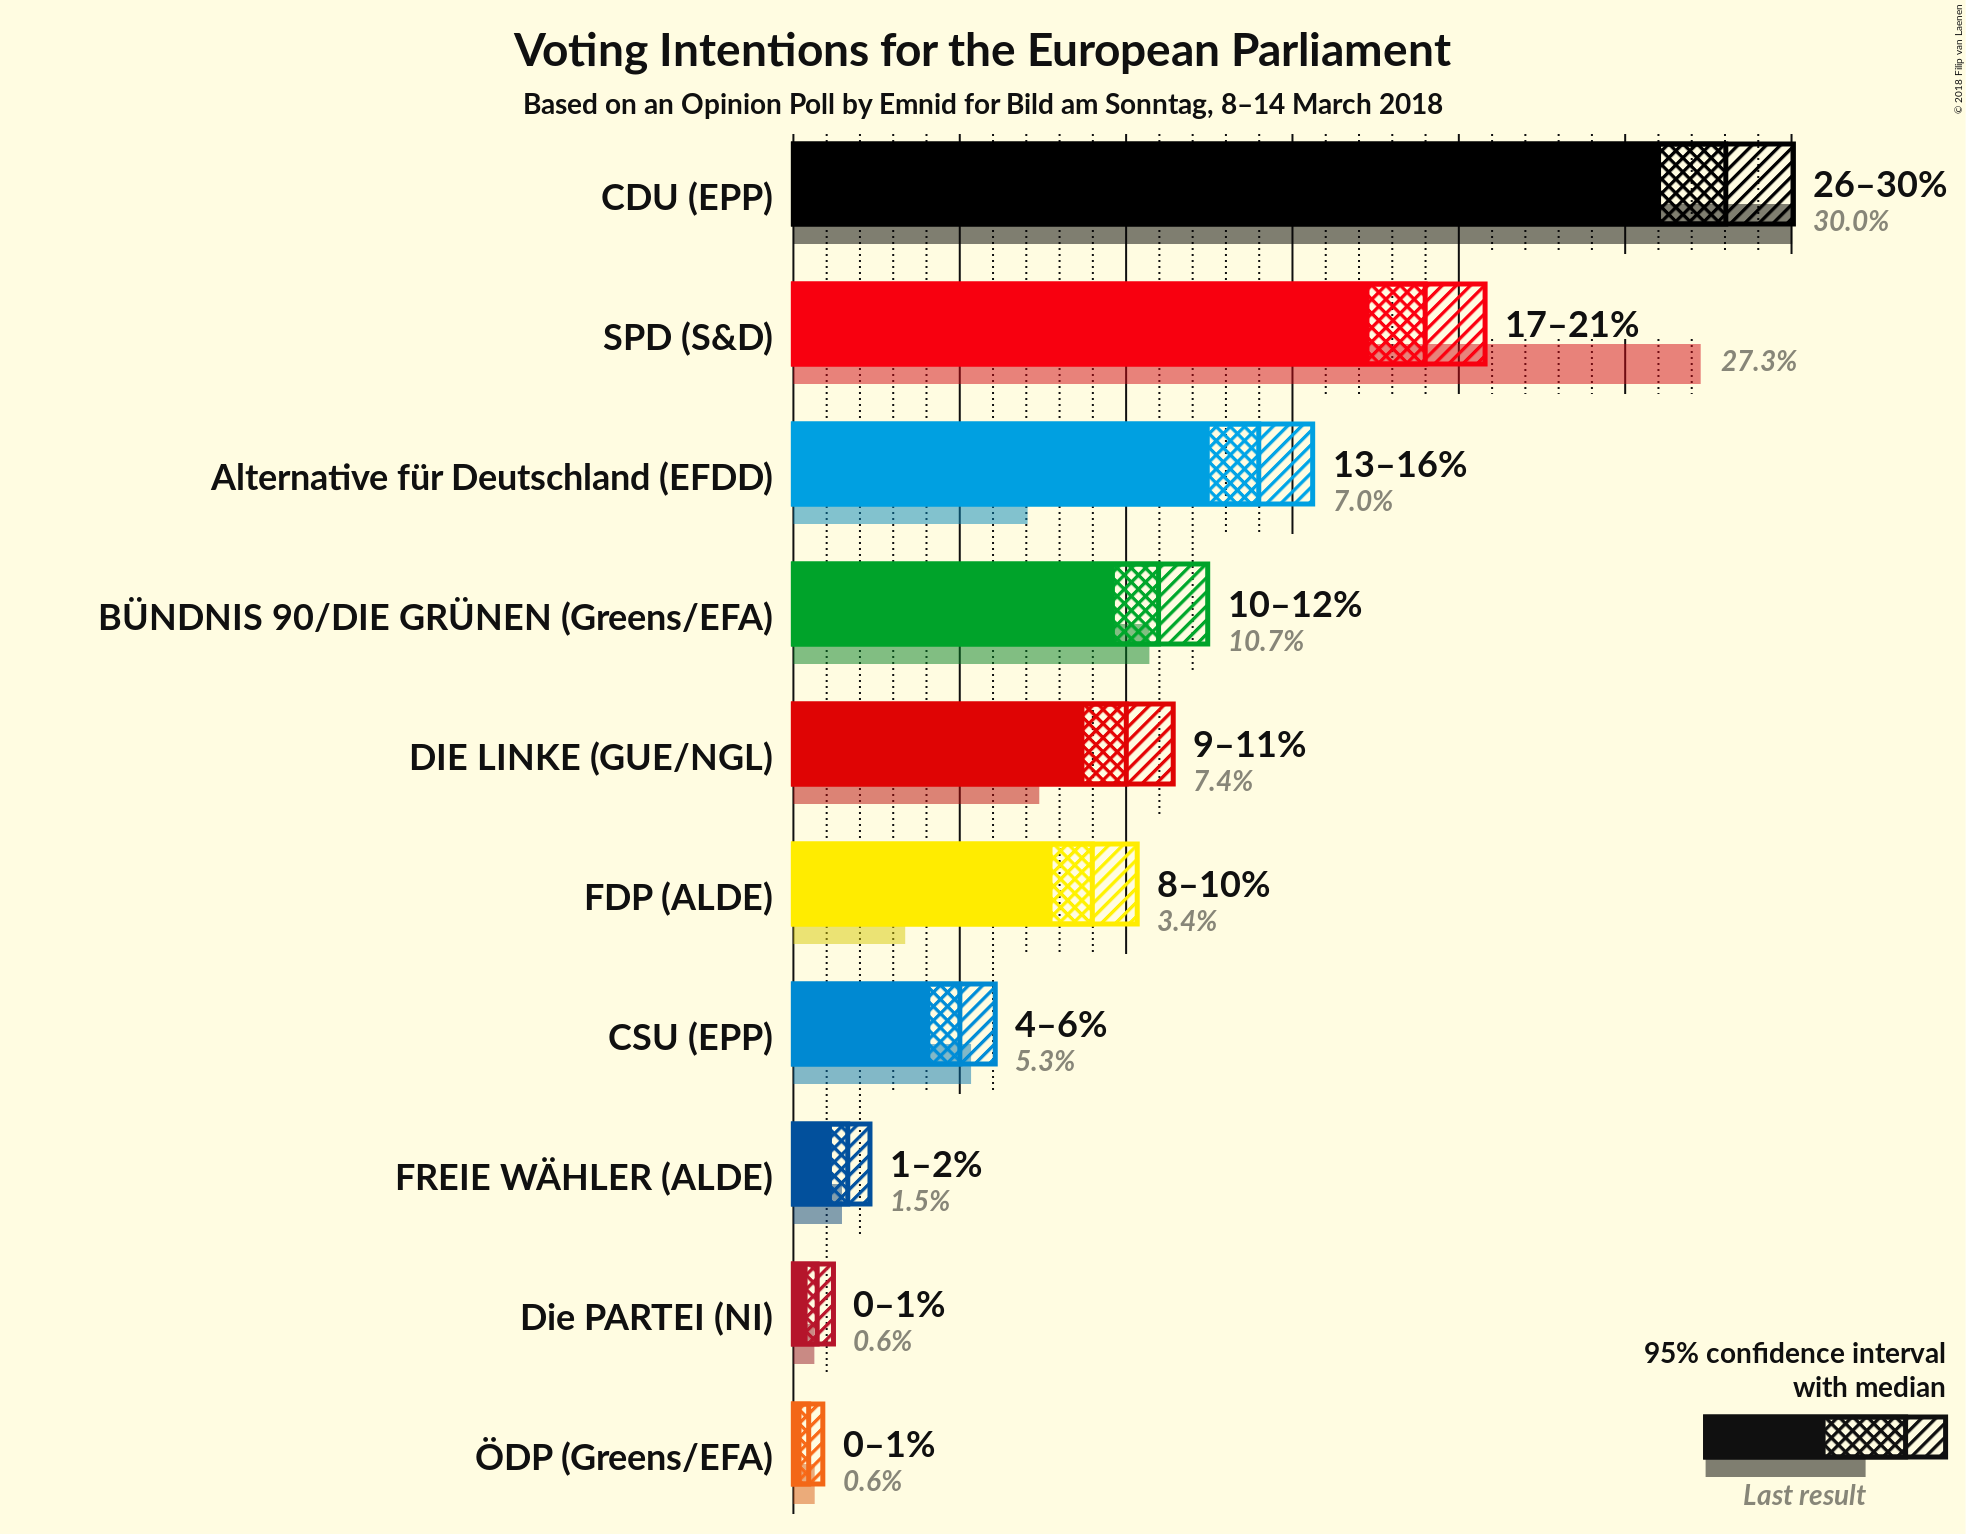 Voting Intentions for the European Parliament
Based on an Opinion Poll by Emnid for Bild am Sonntag, 8–14 March 2018
© 2018 Filip van Laenen
CDU (EPP)
26–30%
30.0%
SPD (S&D)
17–21%
27.3%
Alternative für Deutschland (EFDD)
13–16%
7.0%
BÜNDNIS 90/DIE GRÜNEN (Greens/EFA)
10–12%
10.7%
DIE LINKE (GUE/NGL)
9–11%
7.4%
FDP (ALDE)
8–10%
3.4%
CSU (EPP)
4–6%
5.3%
FREIE WÄHLER (ALDE)
1–2%
1.5%
Die PARTEI (NI)
0–1%
0.6%
ÖDP (Greens/EFA)
0–1%
0.6%
95% confidence interval
with median
Last result